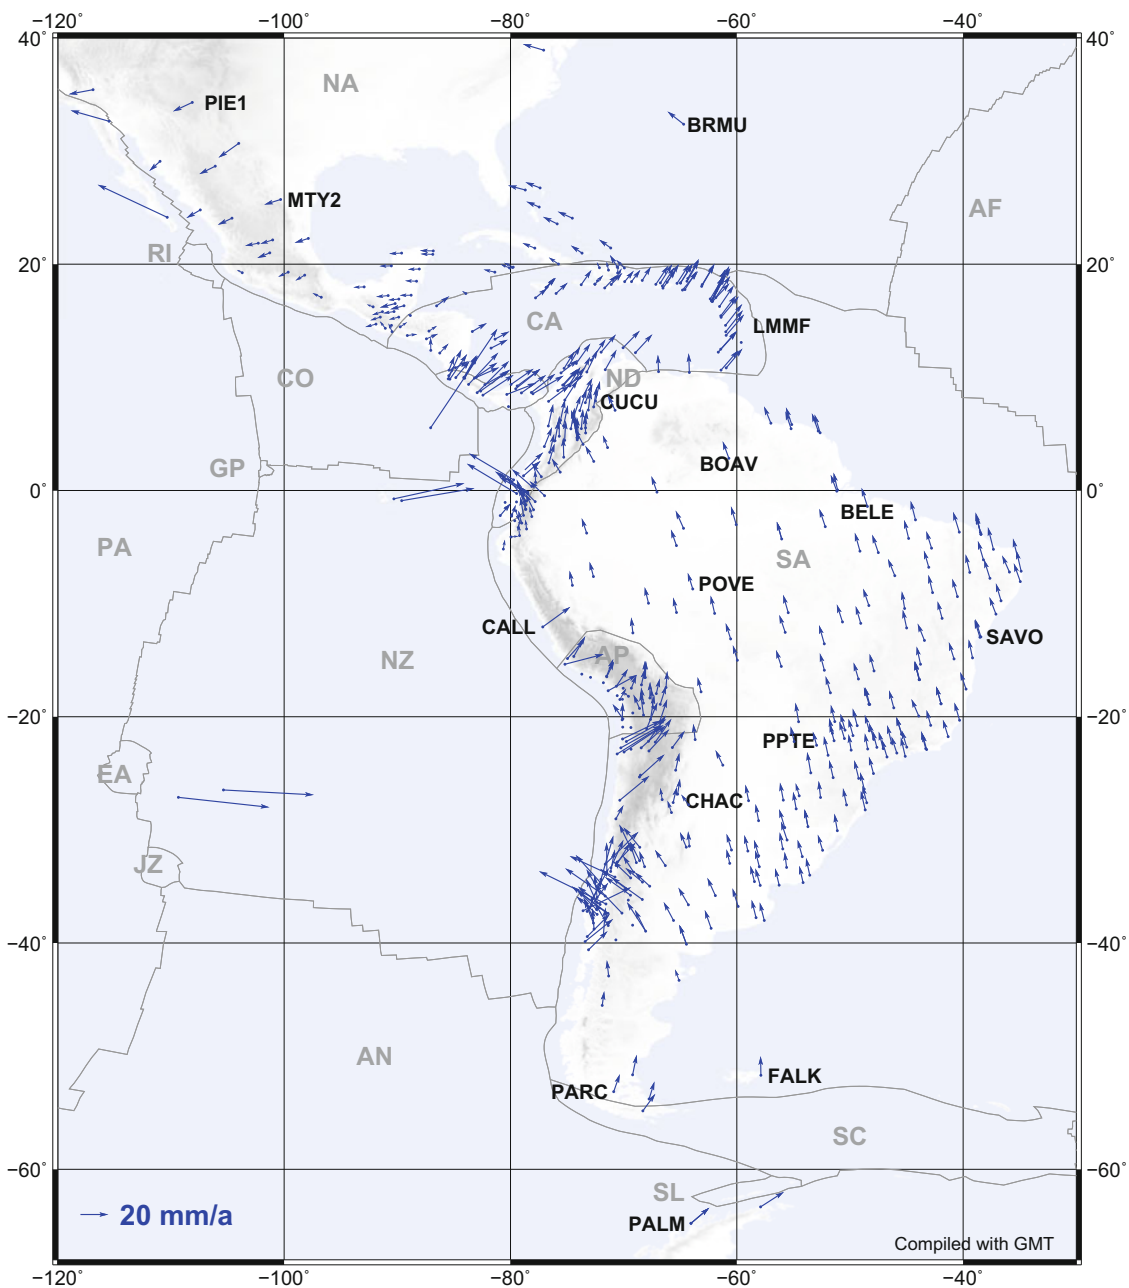 −120° −100° −80° −60° −40°
40° 40°
NA
PIE1
BRMU
MTY2
AF
RI
20° 20°
CA
LMMF
CO
ND
CUCU
GP
BOAV
0° 0°
BELE
PA
SA
POVE
CALL
SAVO
NZ
AP
−20° −20°
PPTE
EA
CHAC
JZ
−40° −40°
AN
FALK
PARC
SC
−60° −60°
SL
20 mm/a
PALM
Compiled with GMT
−120° −100° −80° −60° −40°